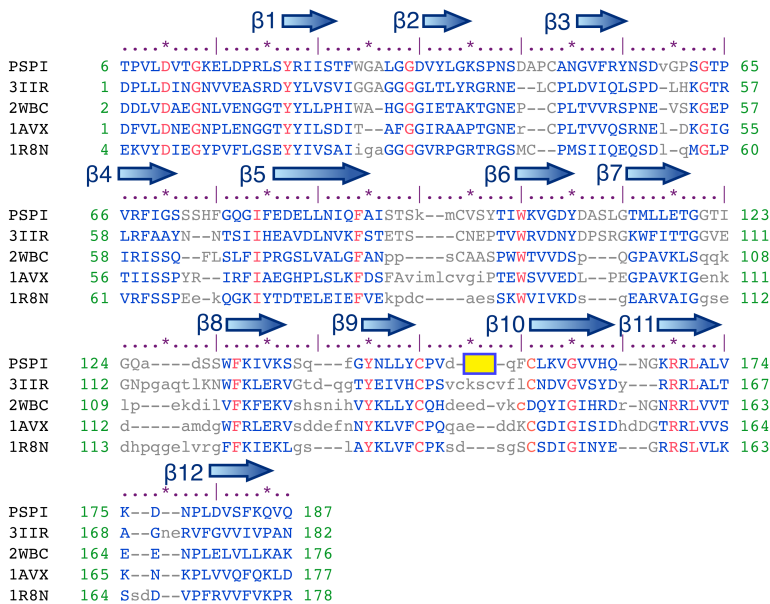 β1 β2 β3
....*....|....*....|....*....|....*....|....*....|....*....|
PSPI 6 TPVLDVTGKELDPRLSYRIISTFWGALGGDVYLGKSPNSDAPCANGVFRYNSDvGPSGTP 65
3IIR 1 DPLLDINGNVVEASRDYLVSVIGGAGGGGLTLYRGRNE-LCPLDVIQLSPD-LHKGTR 57
2WBC 2 DDLVDAEGNLVENGGTYYLLPHIWA-HGGGIETAKTGNEP-CPLTVVRSPNE-VSKGEP 57
1AVX 1 DFVLDNEGNPLENGGTYYILSDIT--AFGGIRAAPTGNEr-CPLTVVQSRNEl-DKGIG 55
1R8N 4 EKVYDIEGYPVFLGSEYYIVSAIigaGGGGVRPGRTRGSMC--PMSIIQEQSDl-qMGLP 60
β4 β5 β6 β7
....*....|....*....|....*....|....*....|....*....|....*....|
PSPI 66 VRFIGSSSHFGQGIFEDELLNIQFAISTSk--mCVSYTIWKVGDYDASLGTMLLETGGTI 123
3IIR 58 LRFAAYN--NTSIIHEAVDLNVKFSTETS---CNEPTVWRVDNYDPSRGKWFITTGGVE 111
2WBC 58 IRISSQ--FLSLFIPRGSLVALGFANpp-----sCAASPWWTVVDSp--qGPAVKLSqqk 108
1AVX 56 TIISSPYR--IRFIAEGHPLSLKFDSFAvimlcvgiPTEWSVVEDL--PEGPAVKIGenk 111
1R8N 61 VRFSSPEe-kQGKIYTDTELEIEFVEkpdc---aesSKWVIVKDs---gEARVAIGgse 112
β8 β9 β10 β11
....*....|....*....|....*....|....*....|....*....|....*....|
PSPI 124 GQa----dSSWFKIVKSSq---fGYNLLYCPVd- -qFCLKVGVVHQ--NGKRRLALV 174
3IIR 112 GNpgaqtlKNWFKLERVGtd-qgTYEIVHCPSvckscvflCNDVGVSYDy---RRLALT 167
2WBC 109 lp---ekdilVFKFEKVshsnihVYKLLYCQHdeed-vkcDQYIGIHRDr-NGNRRLVVT 163
1AVX 112 d-----amdgWFRLERVsddefnNYKLVFCPQqae--ddKCGDIGISIDhdDGTRRLVVS 164
1R8N 113 dhpqgelvrgFFKIEKLgs---lAYKLVFCPKsd---sgSCSDIGINYE---GRRSLVLK 163
β12
....*....|....*..
PSPI 175 K--D--NPLDVSFKQVQ 187
3IIR 168 A--GneRVFGVVIVPAN 182
2WBC 164 E--E--NPLELVLLKAK 176
1AVX 165 K--N--KPLVVQFQKLD 177
1R8N 164 SsdD--VPFRVVFVKPR 178